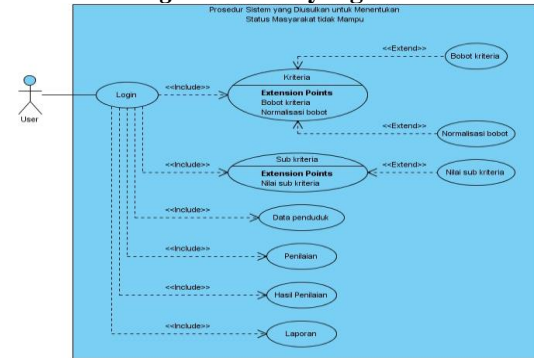 Prosedur Sistem yang Diusulkan untuk Menentukan
Status Masyarakat tidak Mampu
<<Extend>>
Bobot kriteria
Kriteria
Login
<<Include>>
Extension Points
Bobot kriteria
Normalisasi bobot
User
<<Extend>>
Normalisasi bobot
Sub kriteria
<<Include>>
Extension Points
Nilai sub kriteria
<<Extend>>
Nilai sub kriteria
<<Include>>
Data penduduk
<<Include>>
Penilaian
<<Include>>
Hasil Penilaian
<<Include>>
Laporan